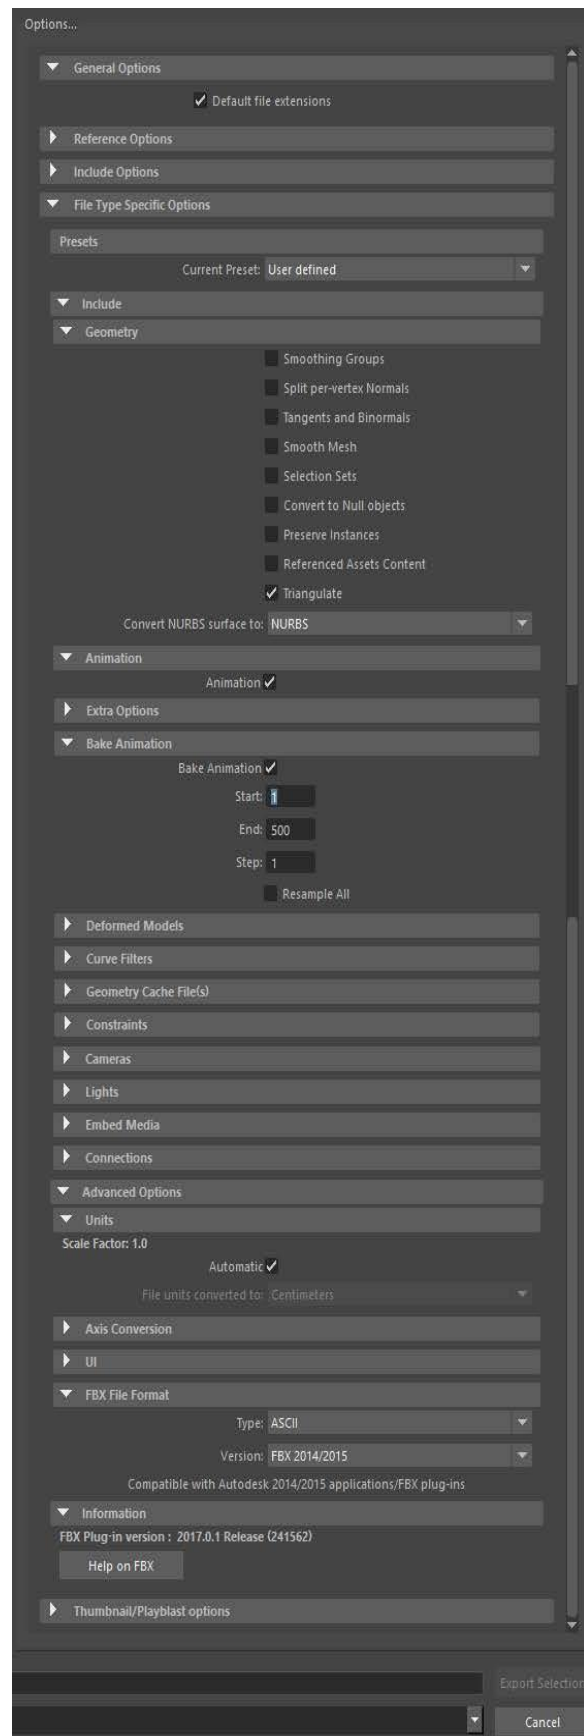 Options...
General Options
Default file extensions
Reference Options
Include Options
File Type Specific Options
Presets
Current Preset: User defined
Include
Geometry
Smoothing Groups
Split per-vertex Normals
Tangents and Binormals
Smooth Mesh
Selection Sets
Convert to Null objects
Preserve Instances
Referenced Assets Content
Triangulate
Convert NURBS surface to: NURBS
Animation
Animation
Extra Options
Bake Animation
Bake Animation
Start: 1
End: 500
Step: 1
Resample All
Deformed Models
Curve Filters
Geometry Cache File(s)
Constraints
Cameras
Lights
Embed Media
Connections
Advanced Options
Units
Scale Factor: 1.0
Automatic
File units converted to: Centimeters
Axis Conversion
UI
FBX File Format
Type: ASCII
Version: FBX 2014/2015
Compatible with Autodesk 2014/2015 applications/FBX plug-ins
Information
FBX Plug-in version : 2017.0.1 Release (241562)
Help on FBX
Thumbnail/Playblast options
Export Selection
Cancel